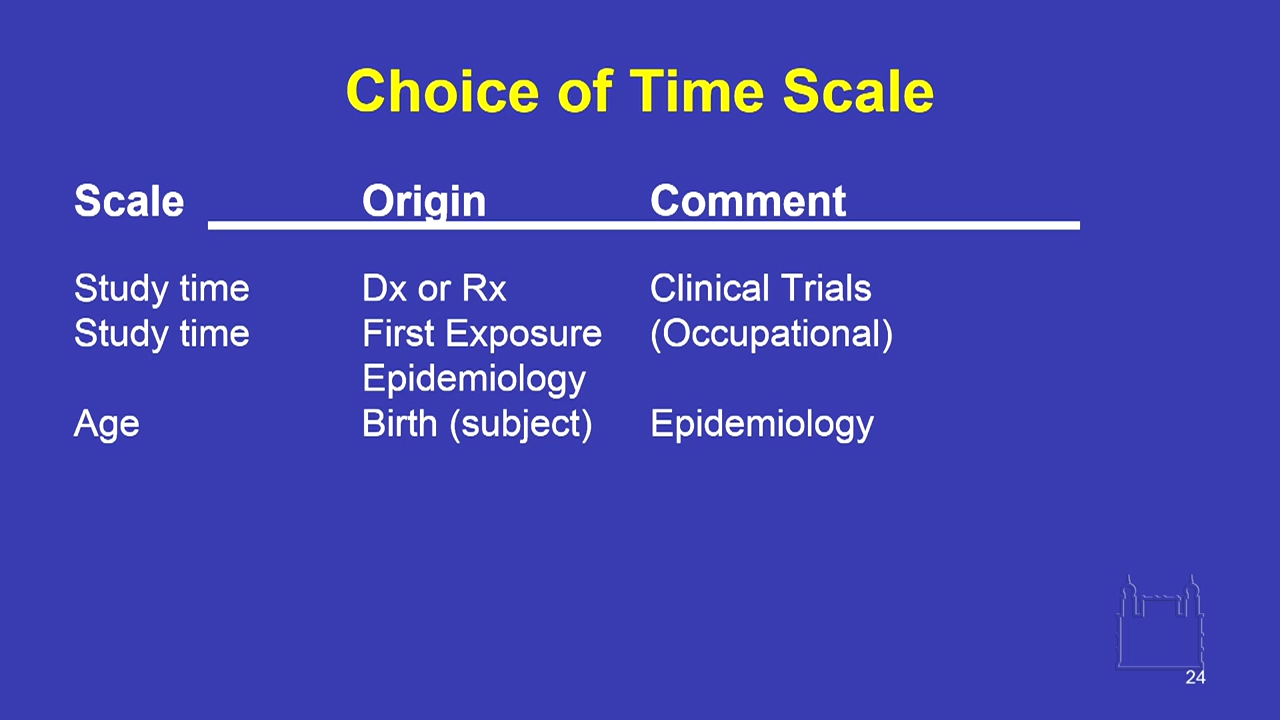 Choice of Time Scale
Scale Origin Comment
Study time Dx or Rx Clinical Trials
Study time First Exposure (Occupational)
Epidemiology
Age Birth (subject) Epidemiology
24